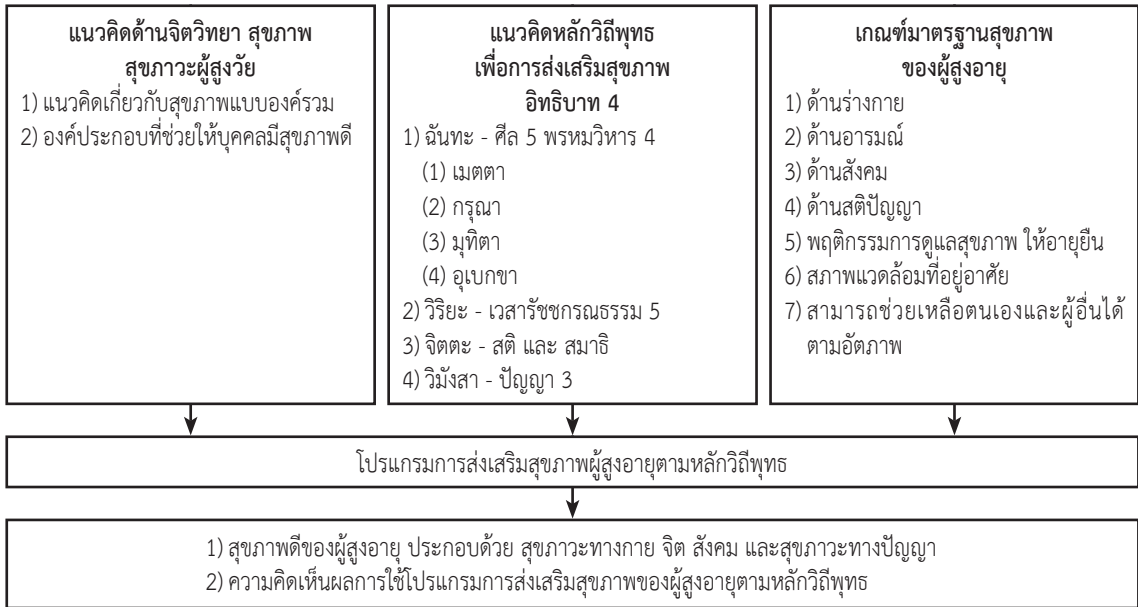 แนวคิดด้านจิตวิทยา สุขภาพ
สุขภาวะผู้สูงวัย
1) แนวคิดเกี่ยวกับสุขภาพแบบองค์รวม
2) องค์ประกอบที่ช่วยให้บุคคลมีสุขภาพดี
แนวคิดหลักวิถีพุทธ
เพื่อการส่งเสริมสุขภาพ
อิทธิบาท 4
1) ฉันทะ - ศีล 5 พรหมวิหาร 4
(1) เมตตา
(2) กรุณา
(3) มุทิตา
(4) อุเบกขา
2) วิริยะ - เวสารัชชกรณธรรม 5
3) จิตตะ - สติ และ สมาธิ
4) วิมังสา - ปัญญา 3
เกณฑ์มาตรฐานสุขภาพ
ของผู้สูงอายุ
1) ด้านร่างกาย
2) ด้านอารมณ์
3) ด้านสังคม
4) ด้านสติปัญญา
5) พฤติกรรมการดูแลสุขภาพ ให้อายุยืน
6) สภาพแวดล้อมที่อยู่อาศัย
7) สามารถช่วยเหลือตนเองและผู้อื่นได้
ตามอัตภาพ
โปรแกรมการส่งเสริมสุขภาพผู้สูงอายุตามหลักวิถีพุทธ
1) สุขภาพดีของผู้สูงอายุ ประกอบด้วย สุขภาวะทางกาย จิต สังคม และสุขภาวะทางปัญญา
2) ความคิดเห็นผลการใช้โปรแกรมการส่งเสริมสุขภาพของผู้สูงอายุตามหลักวิถีพุทธ